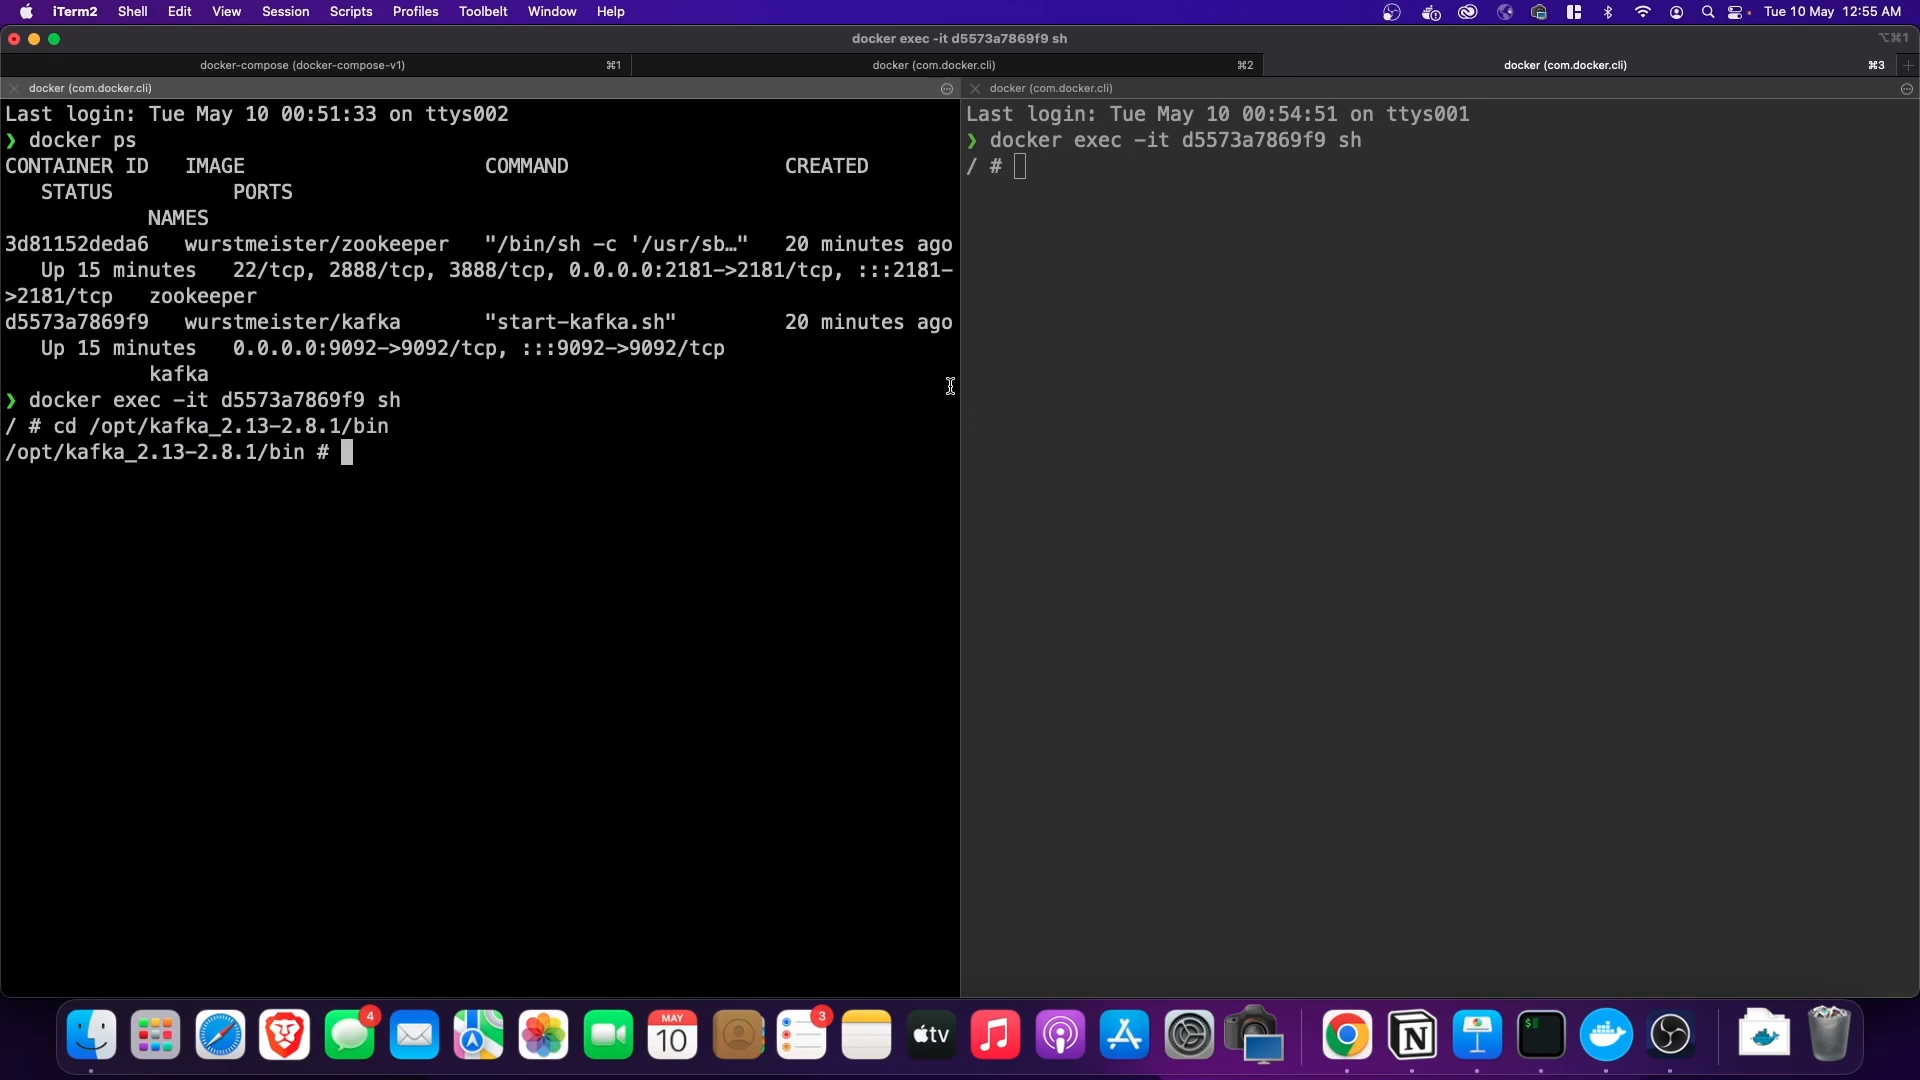 iTerm2 Shell Edit View Session Scripts Profiles Toolbelt Window Help Tue 10 May 12:55 AM
docker exec -it d5573a7869f9 sh ⌥⌘1
docker-compose (docker-compose-v1) ⌘1 docker (com.docker.cli) ⌘2 docker (com.docker.cli) ⌘3
docker (com.docker.cli)
Last login: Tue May 10 00:51:33 on ttys002
❯ docker ps
CONTAINER ID IMAGE COMMAND CREATED
STATUS PORTS
NAMES
3d81152deda6 wurstmeister/zookeeper "/bin/sh -c '/usr/sb…" 20 minutes ago
Up 15 minutes 22/tcp, 2888/tcp, 3888/tcp, 0.0.0.0:2181->2181/tcp, :::2181-
>2181/tcp zookeeper
d5573a7869f9 wurstmeister/kafka "start-kafka.sh" 20 minutes ago
Up 15 minutes 0.0.0.0:9092->9092/tcp, :::9092->9092/tcp
kafka
❯ docker exec -it d5573a7869f9 sh
/ # cd /opt/kafka_2.13-2.8.1/bin
/opt/kafka_2.13-2.8.1/bin #
docker (com.docker.cli)
Last login: Tue May 10 00:54:51 on ttys001
❯ docker exec -it d5573a7869f9 sh
/ #
4
MAY
10
3
tv
$